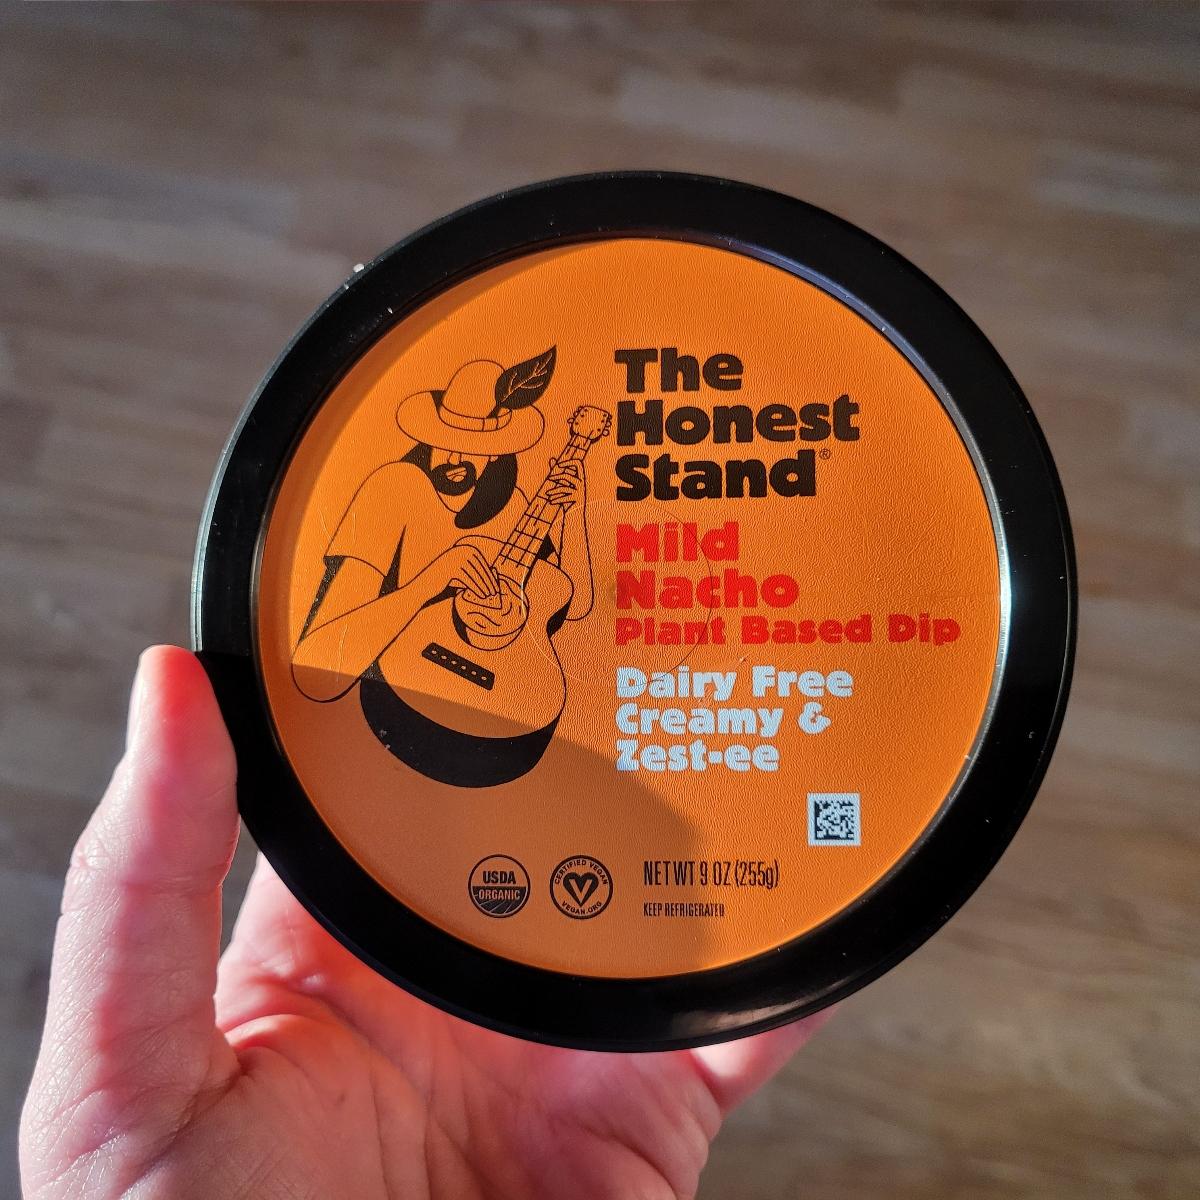 The
Honest
Stand®
Mild
Nacho
Plant Based Dip
Dairy Free
Creamy &
Zest-ee
USDA
ORGANIC
CERTIFIED VEGAN
VEGAN.ORG
NET WT 9 OZ (255g)
KEEP REFRIGERATED